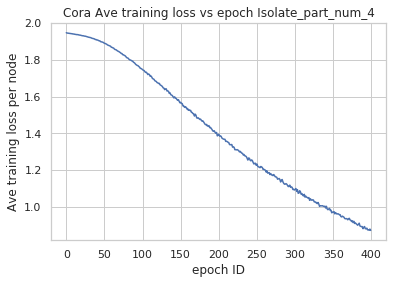 Cora Ave training loss vs epoch Isolate_part_num_4
Ave training loss per node
2.0
1.8
1.6
1.4
1.2
1.0
0 50 100 150 200 250 300 350 400
epoch ID